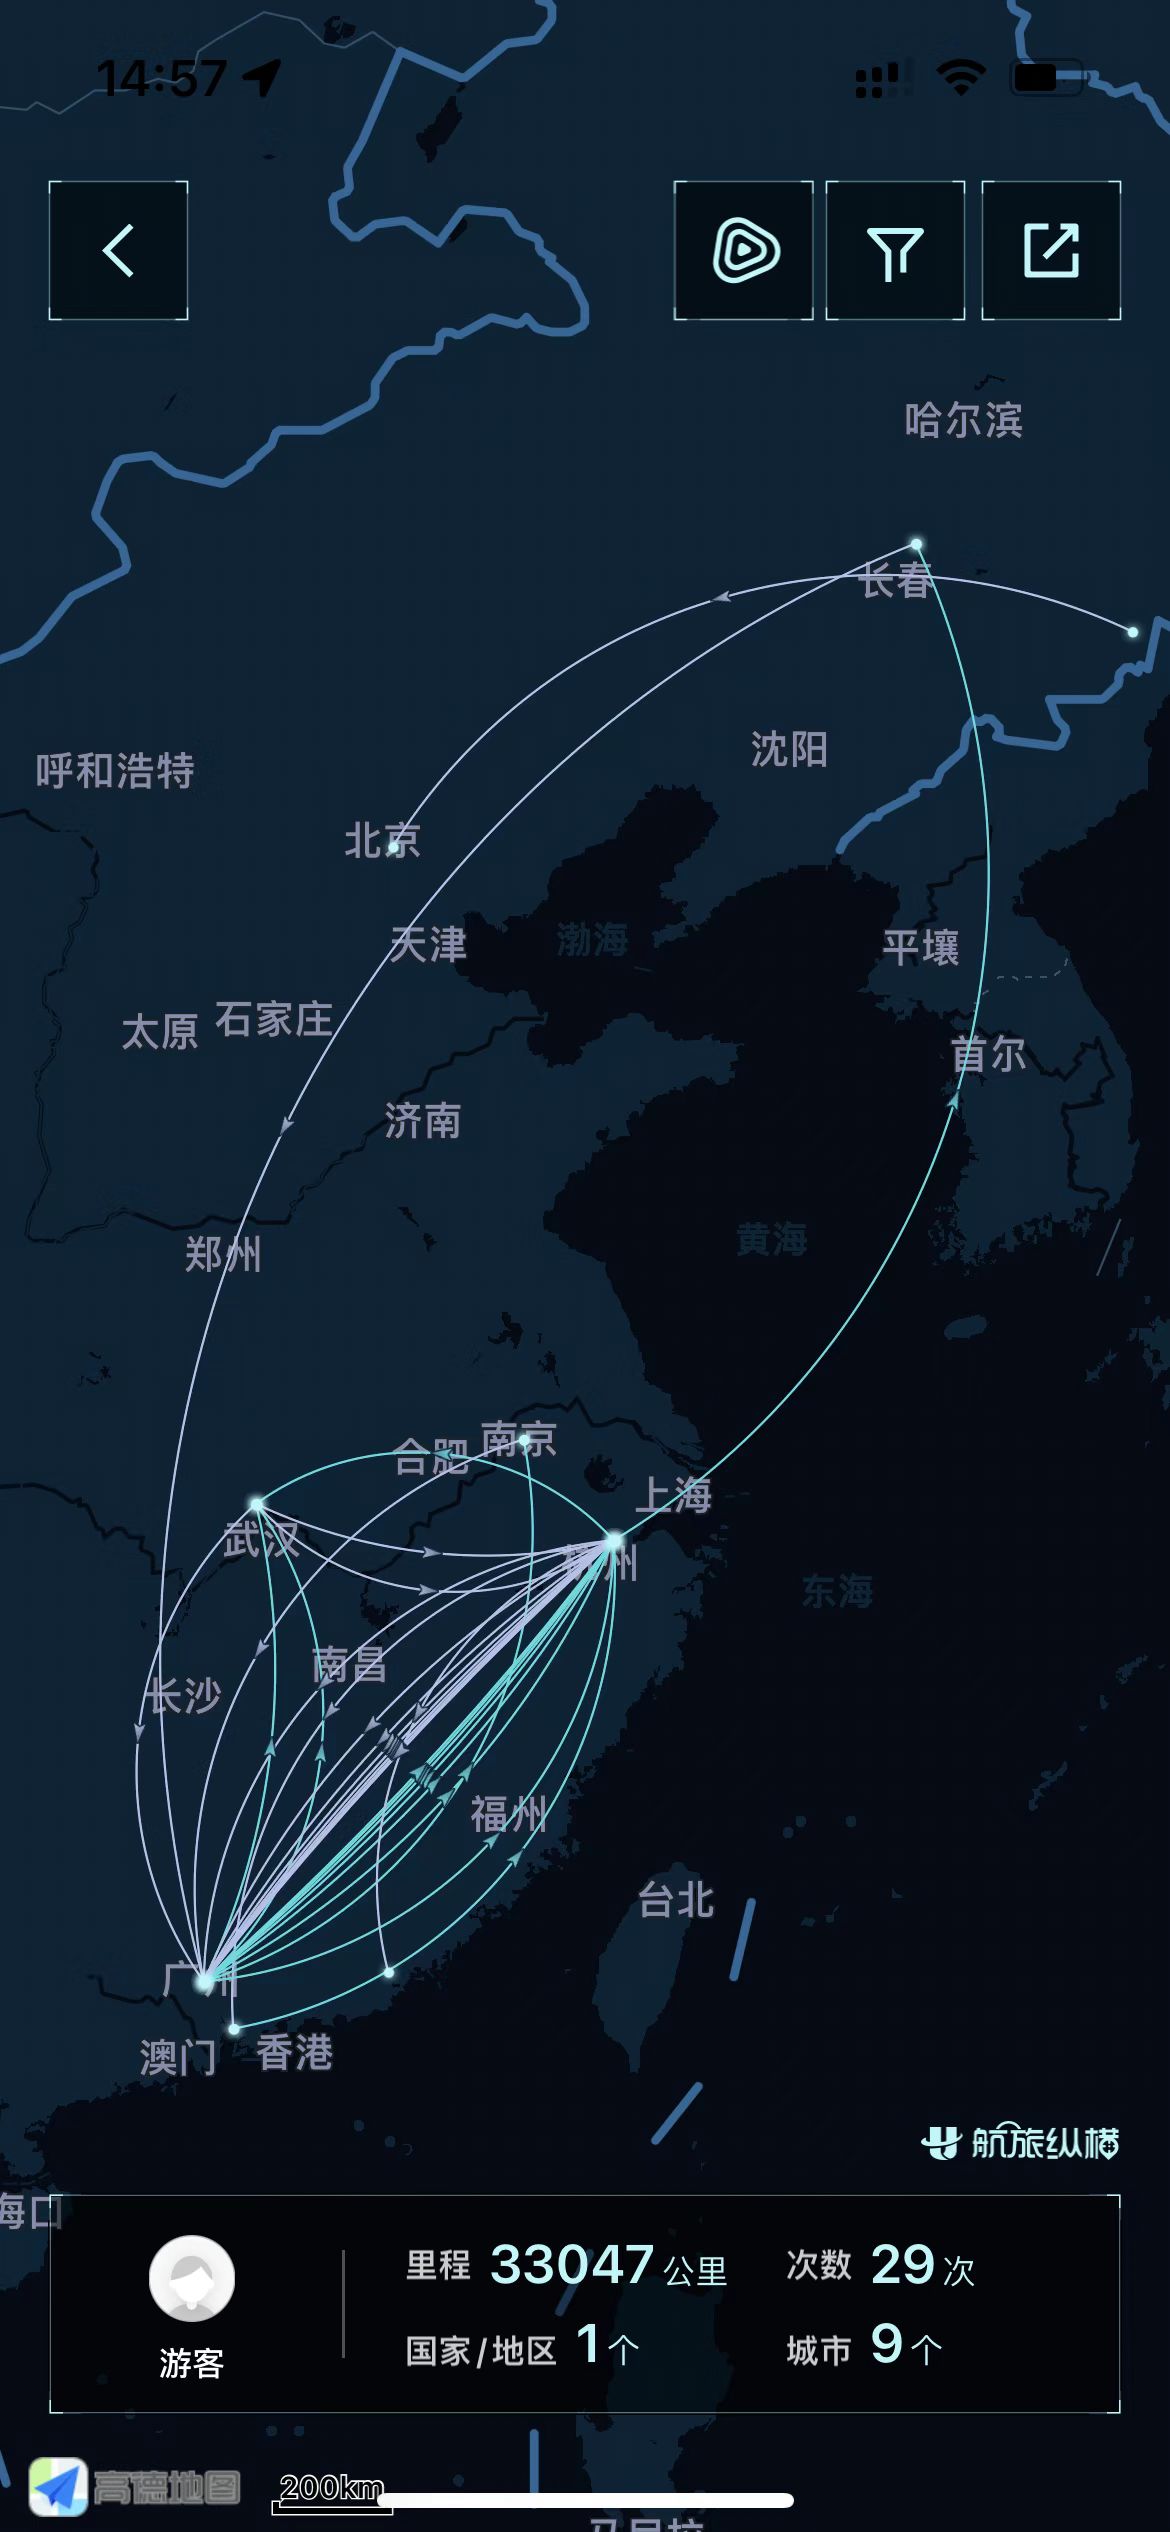 14:57
哈尔滨
长春
沈阳
呼和浩特
北京
天津
渤海
平壤
太原
石家庄
首尔
济南
黄海
郑州
南京
合肥
上海
武汉
杭州
东海
南昌
长沙
福州
台北
广州
澳门
香港
航旅纵横
海口
里程 33047 公里
次数 29 次
国家/地区 1 个
城市 9 个
游客
高德地图
200km
马尼拉